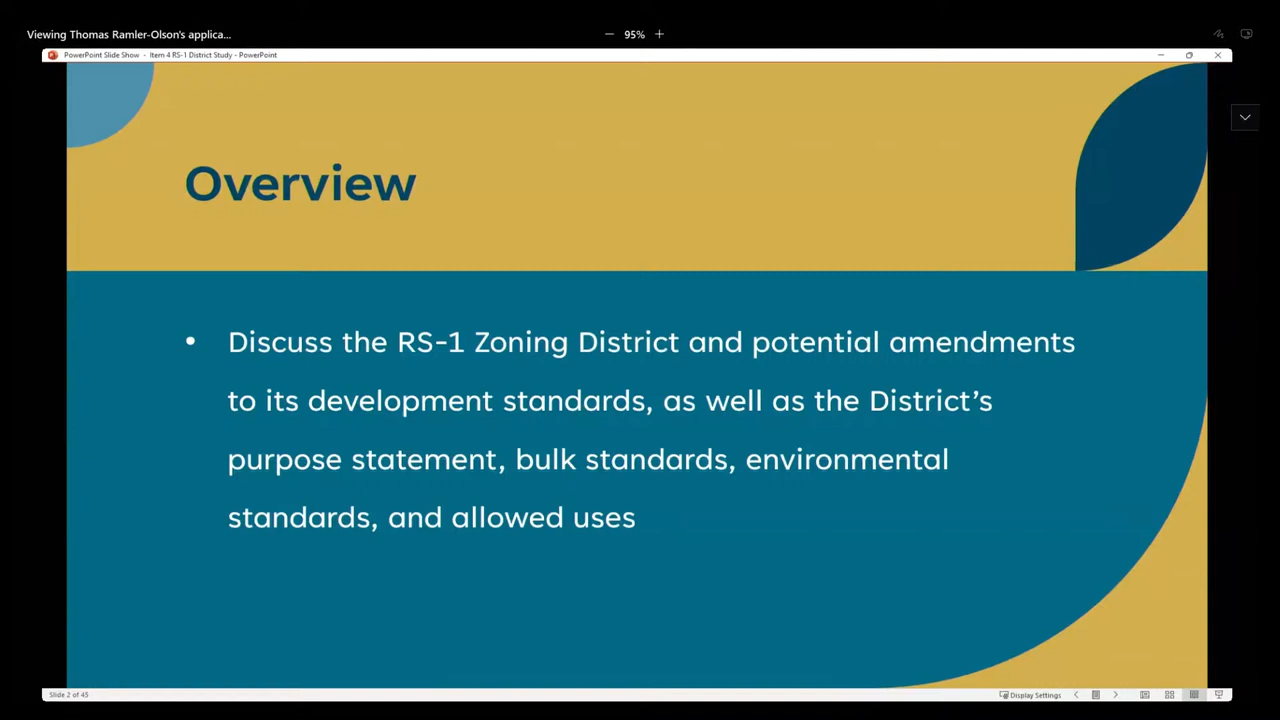 Viewing Thomas Ramler-Olson's applica...
95%
PowerPoint Slide Show - Item 4 RS-1 District Study - PowerPoint
Overview
• Discuss the RS-1 Zoning District and potential amendments
to its development standards, as well as the District’s
purpose statement, bulk standards, environmental
standards, and allowed uses
Slide 2 of 45
Display Settings